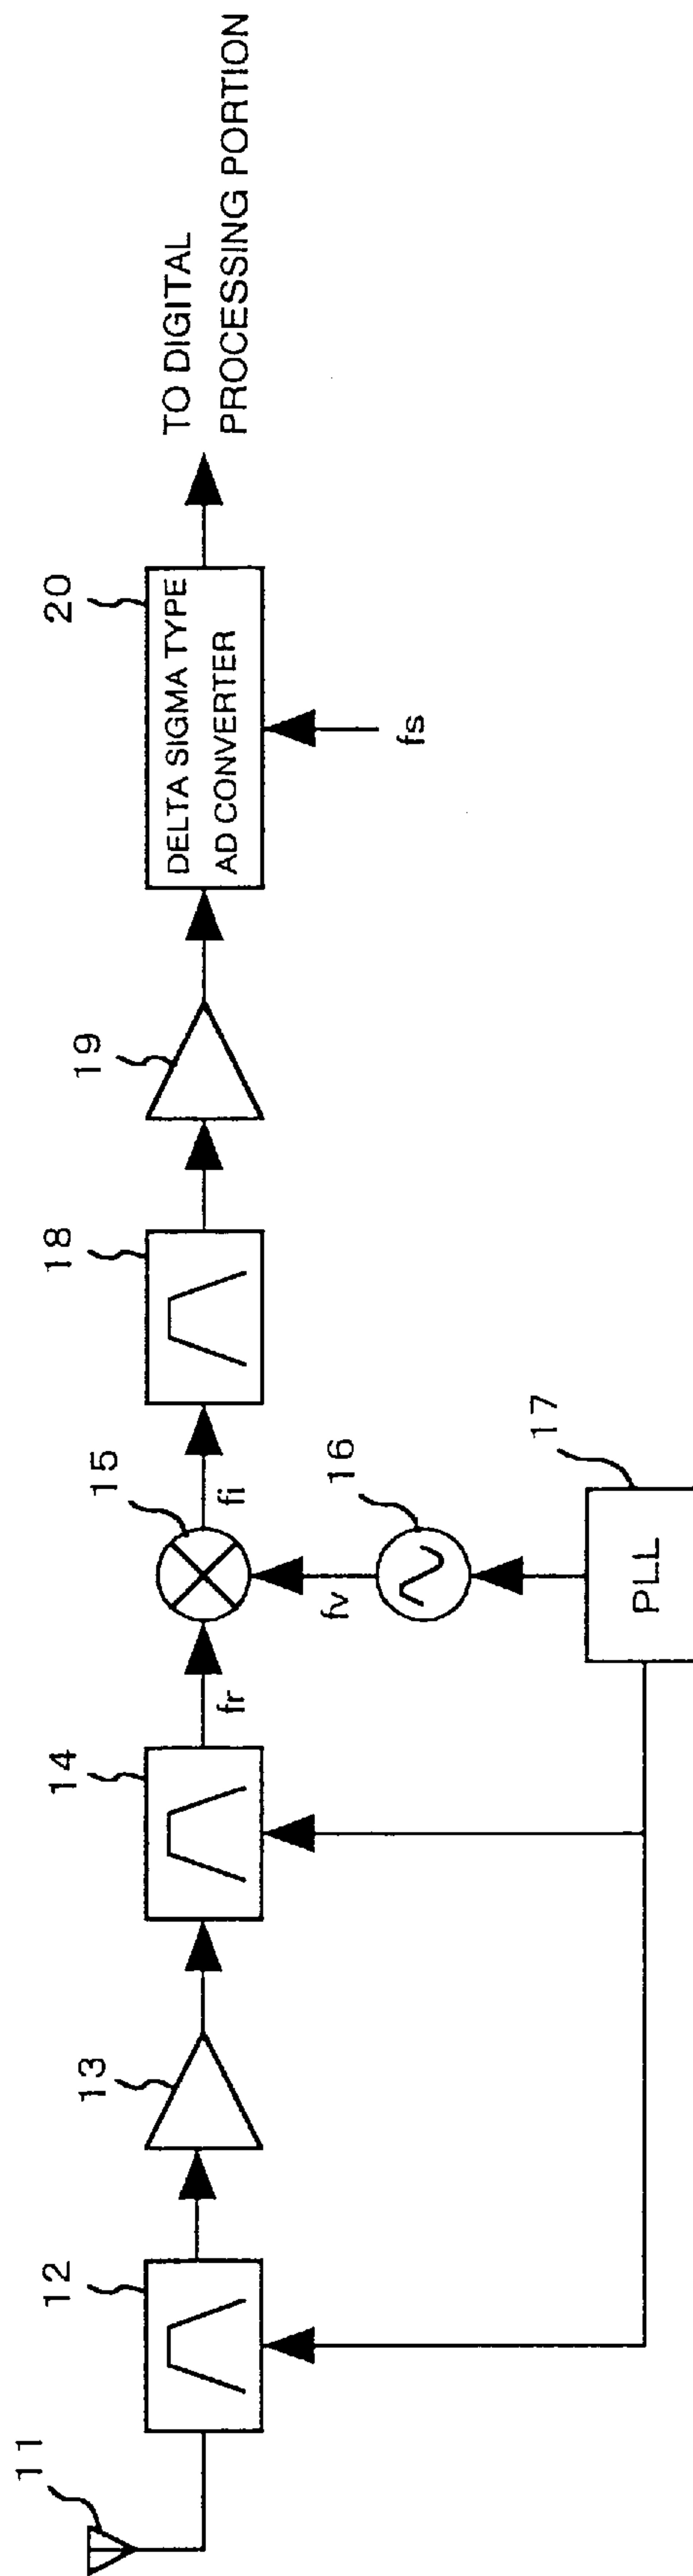 11
12
13
14
fr
15
fi
fv
16
17
PLL
18
19
20
DELTA SIGMA TYPE
AD CONVERTER
fs
TO DIGITAL
PROCESSING PORTION